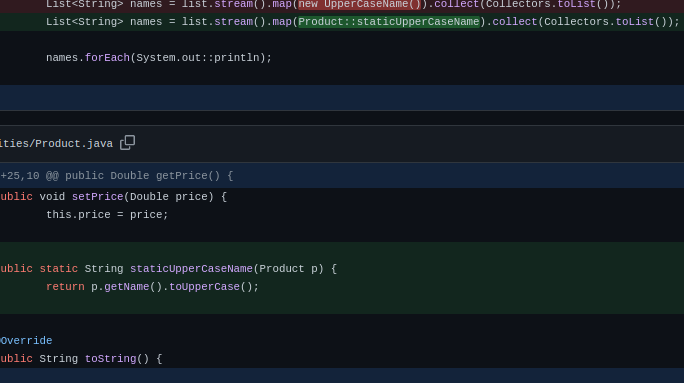 List<String> names = list.stream().map(new UpperCaseName()).collect(Collectors.toList());
List<String> names = list.stream().map(Product::staticUpperCaseName).collect(Collectors.toList());
names.forEach(System.out::println);
ities/Product.java
+25,10 @@ public Double getPrice() {
ublic void setPrice(Double price) {
this.price = price;
ublic static String staticUpperCaseName(Product p) {
return p.getName().toUpperCase();
Override
ublic String toString() {